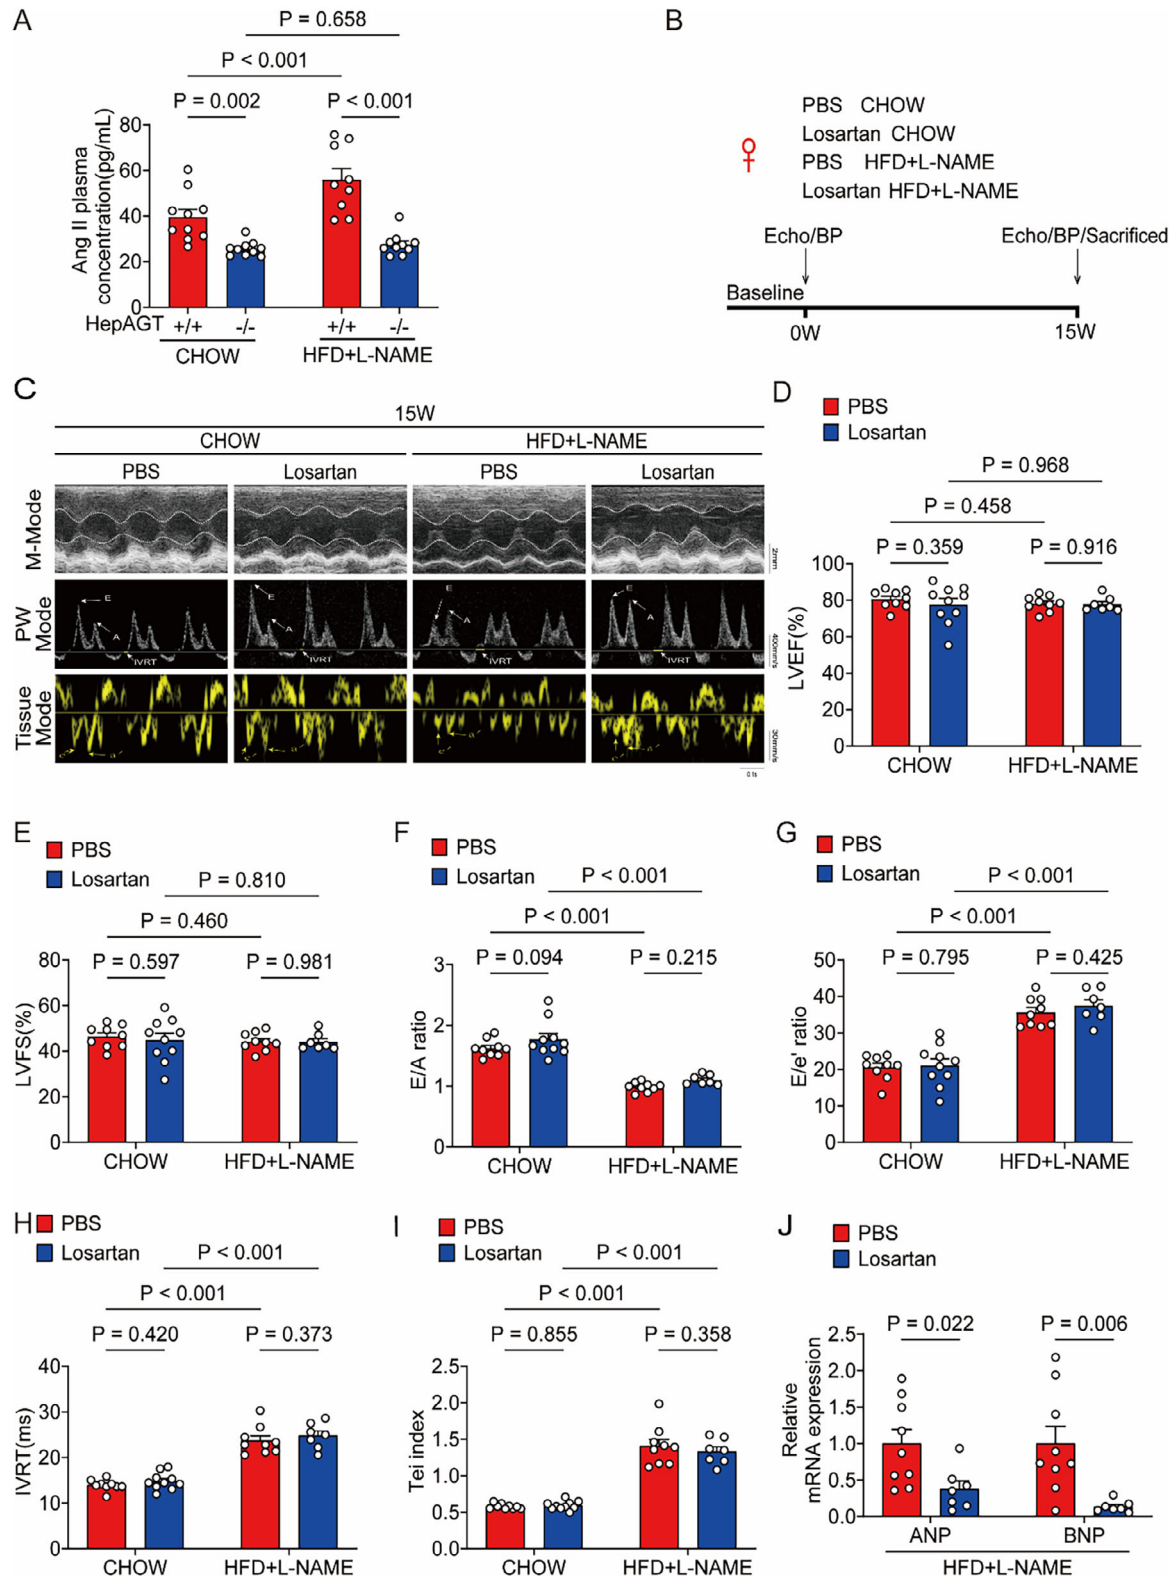 A
P = 0.658
P < 0.001
P = 0.002
P < 0.001
Ang II plasma
concentration(pg/mL)
80
60
40
20
0
HepAGT
+/+
-/-
+/+
-/-
CHOW
HFD+L-NAME
B
PBS CHOW
Losartan CHOW
PBS HFD+L-NAME
Losartan HFD+L-NAME
Echo/BP
Echo/BP/Sacrificed
Baseline
0W
15W
C
15W
CHOW
HFD+L-NAME
PBS
Losartan
PBS
Losartan
M-Mode
2mm
PW
Mode
E
A
IVRT
E
A
IVRT
E
A
IVRT
E
A
IVRT
400mm/s
Tissue
Mode
e'
a'
e'
a'
e'
a'
e'
a'
30mm/s
0.1s
D
PBS
Losartan
P = 0.968
P = 0.458
P = 0.359
P = 0.916
LVEF(%)
100
80
60
40
20
0
CHOW
HFD+L-NAME
E
PBS
Losartan
P = 0.810
P = 0.460
P = 0.597
P = 0.981
LVFS(%)
80
60
40
20
0
CHOW
HFD+L-NAME
F
PBS
Losartan
P < 0.001
P < 0.001
P = 0.094
P = 0.215
E/A ratio
3
2
1
0
CHOW
HFD+L-NAME
G
PBS
Losartan
P < 0.001
P < 0.001
P = 0.795
P = 0.425
E/e' ratio
50
40
30
20
10
0
CHOW
HFD+L-NAME
H
PBS
Losartan
P < 0.001
P < 0.001
P = 0.420
P = 0.373
IVRT(ms)
40
30
20
10
0
CHOW
HFD+L-NAME
I
PBS
Losartan
P < 0.001
P < 0.001
P = 0.855
P = 0.358
Tei index
2.5
2.0
1.5
1.0
0.5
0.0
CHOW
HFD+L-NAME
J
PBS
Losartan
P = 0.022
P = 0.006
Relative
mRNA expression
2.5
2.0
1.5
1.0
0.5
0.0
ANP
BNP
HFD+L-NAME